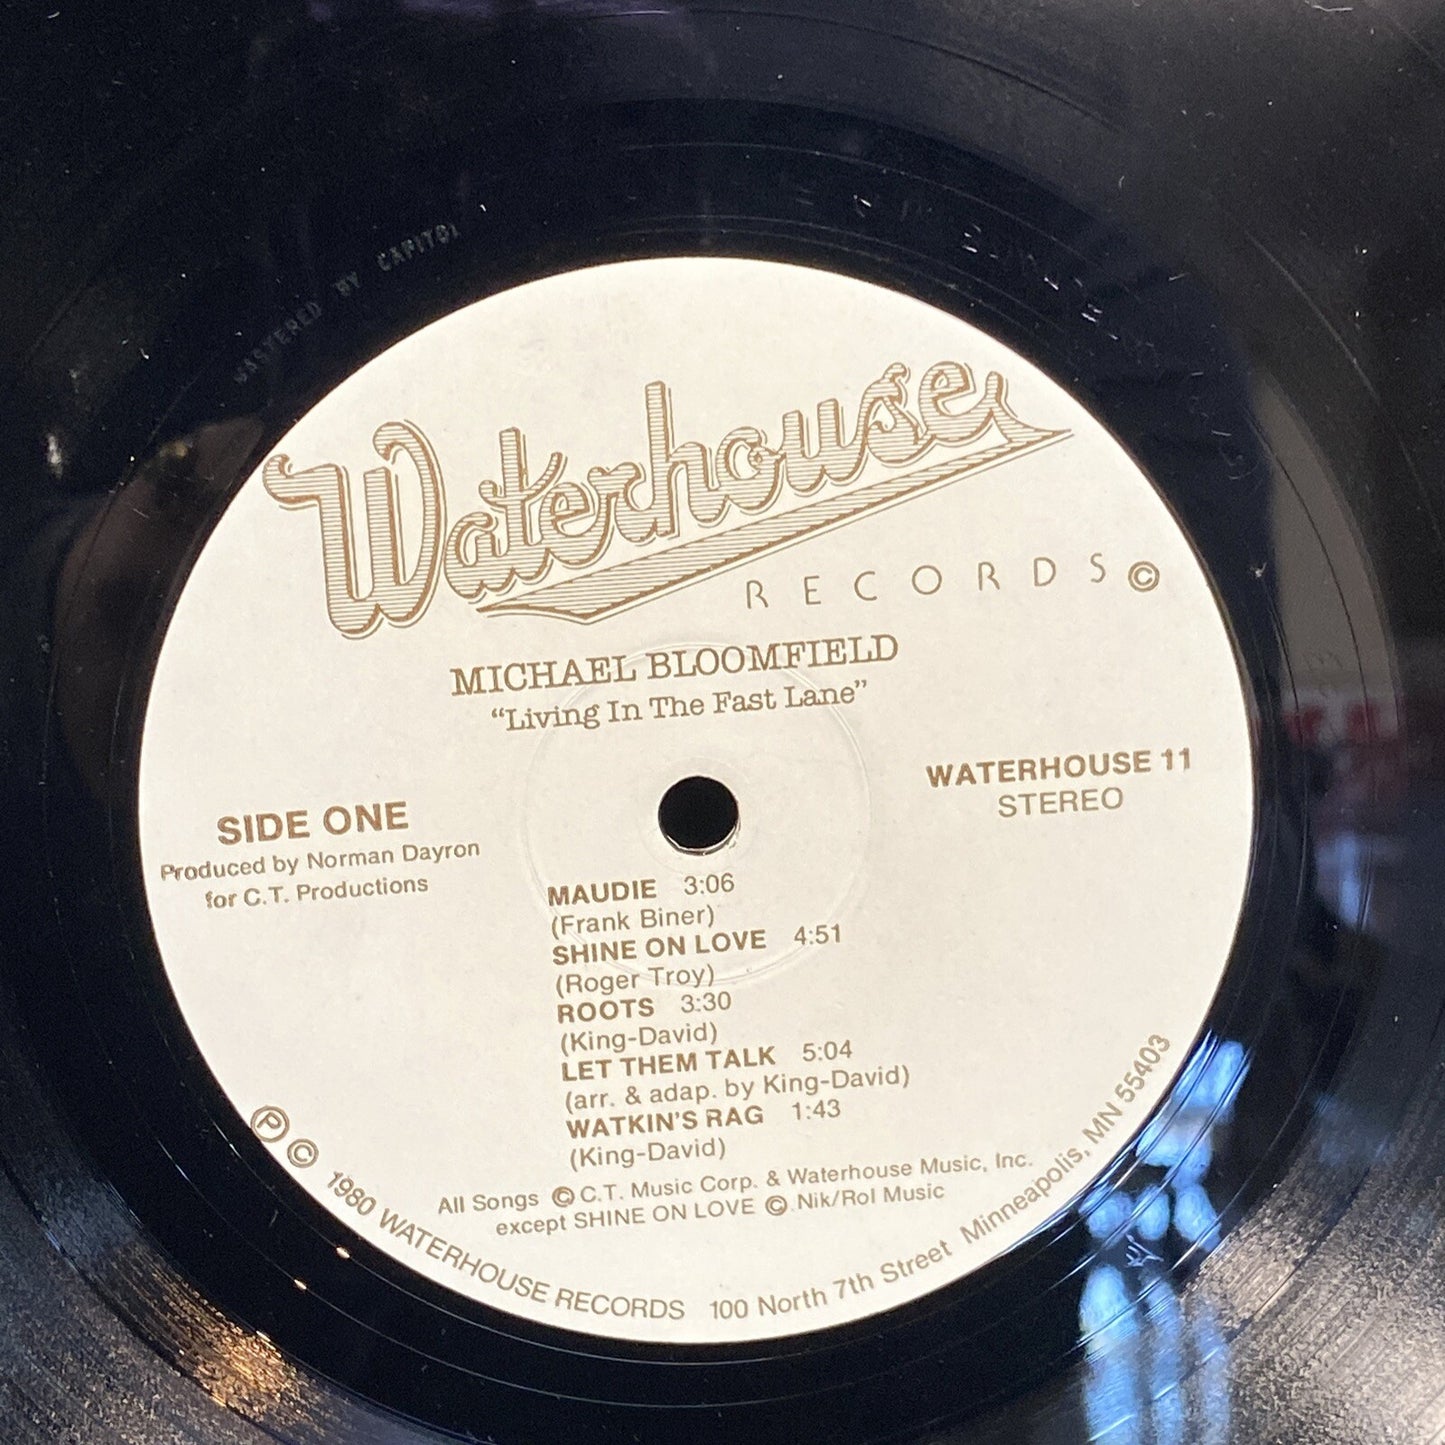 MASTERED BY CAPITOL
Waterhouse
RECORDS ©
MICHAEL BLOOMFIELD
“Living In The Fast Lane”
WATERHOUSE 11
STEREO
SIDE ONE
Produced by Norman Dayron
for C.T. Productions
MAUDIE 3:06
(Frank Biner)
SHINE ON LOVE 4:51
(Roger Troy)
ROOTS 3:30
(King-David)
LET THEM TALK 5:04
(arr. & adap. by King-David)
WATKIN'S RAG 1:43
(King-David)
All Songs © C.T. Music Corp. & Waterhouse Music, Inc.
except SHINE ON LOVE © Nik/Rol Music
℗ © 1980 WATERHOUSE RECORDS 100 North 7th Street Minneapolis, MN 55403